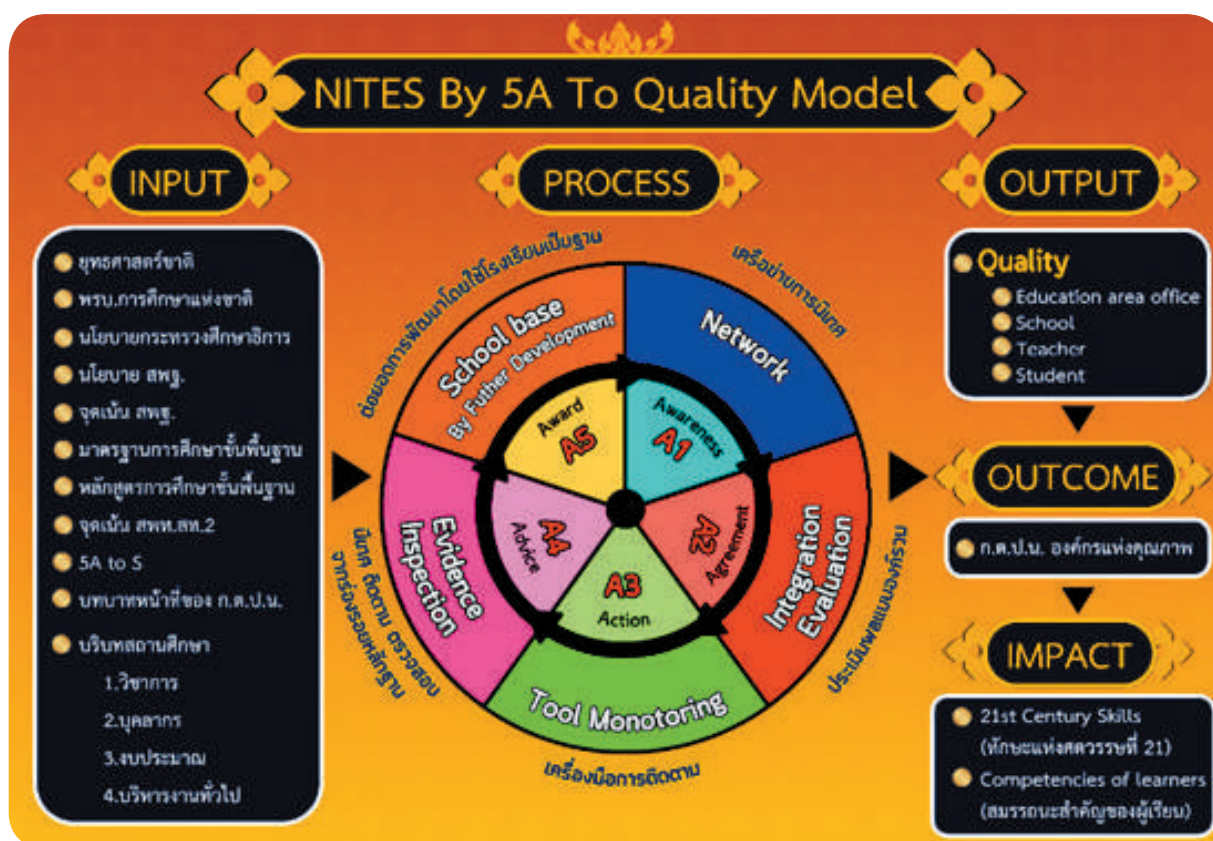 NITES By 5A To Quality Model
INPUT
ยุทธศาสตร์ชาติ
พรบ.การศึกษาแห่งชาติ
นโยบายกระทรวงศึกษาธิการ
นโยบาย สพฐ.
จุดเน้น สพฐ.
มาตรฐานการศึกษาขั้นพื้นฐาน
หลักสูตรการศึกษาขั้นพื้นฐาน
จุดเน้น สพท.สท.2
5A to S
บทบาทหน้าที่ของ ก.ต.ป.น.
บริบทสถานศึกษา
1.วิชาการ
2.บุคลากร
3.งบประมาณ
4.บริหารงานทั่วไป
PROCESS
ต่อยอดการพัฒนาโดยใช้โรงเรียนเป็นฐาน
School base
By Futher Development
เครือข่ายการนิเทศ
Network
Integration
Evaluation
ประเมินผลแบบองค์รวม
Tool Monotoring
เครื่องมือการติดตาม
Evidence
Inspection
นิเทศ ติดตาม ตรวจสอบ
จากร่องรอยหลักฐาน
Awareness
A1
A2
Agreement
A3
Action
A4
Advice
Award
A5
OUTPUT
Quality
Education area office
School
Teacher
Student
OUTCOME
ก.ต.ป.น. องค์กรแห่งคุณภาพ
IMPACT
21st Century Skills
(ทักษะแห่งศตวรรษที่ 21)
Competencies of learners
(สมรรถนะสำคัญของผู้เรียน)